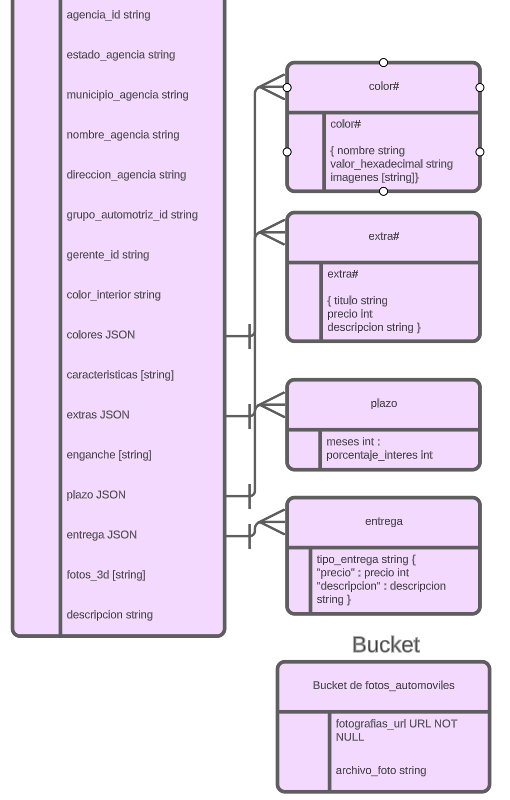 agencia_id string
estado_agencia string
municipio_agencia string
nombre_agencia string
direccion_agencia string
grupo_automotriz_id string
gerente_id string
color_interior string
colores JSON
caracteristicas [string]
extras JSON
enganche [string]
plazo JSON
entrega JSON
fotos_3d [string]
descripcion string
color#
color#
{ nombre string
valor_hexadecimal string
imagenes [string]}
extra#
extra#
{ titulo string
precio int
descripcion string }
plazo
meses int :
porcentaje_interes int
entrega
tipo_entrega string {
"precio" : precio int
"descripcion" : descripcion
string }
Bucket
Bucket de fotos_automoviles
fotografias_url URL NOT
NULL
archivo_foto string